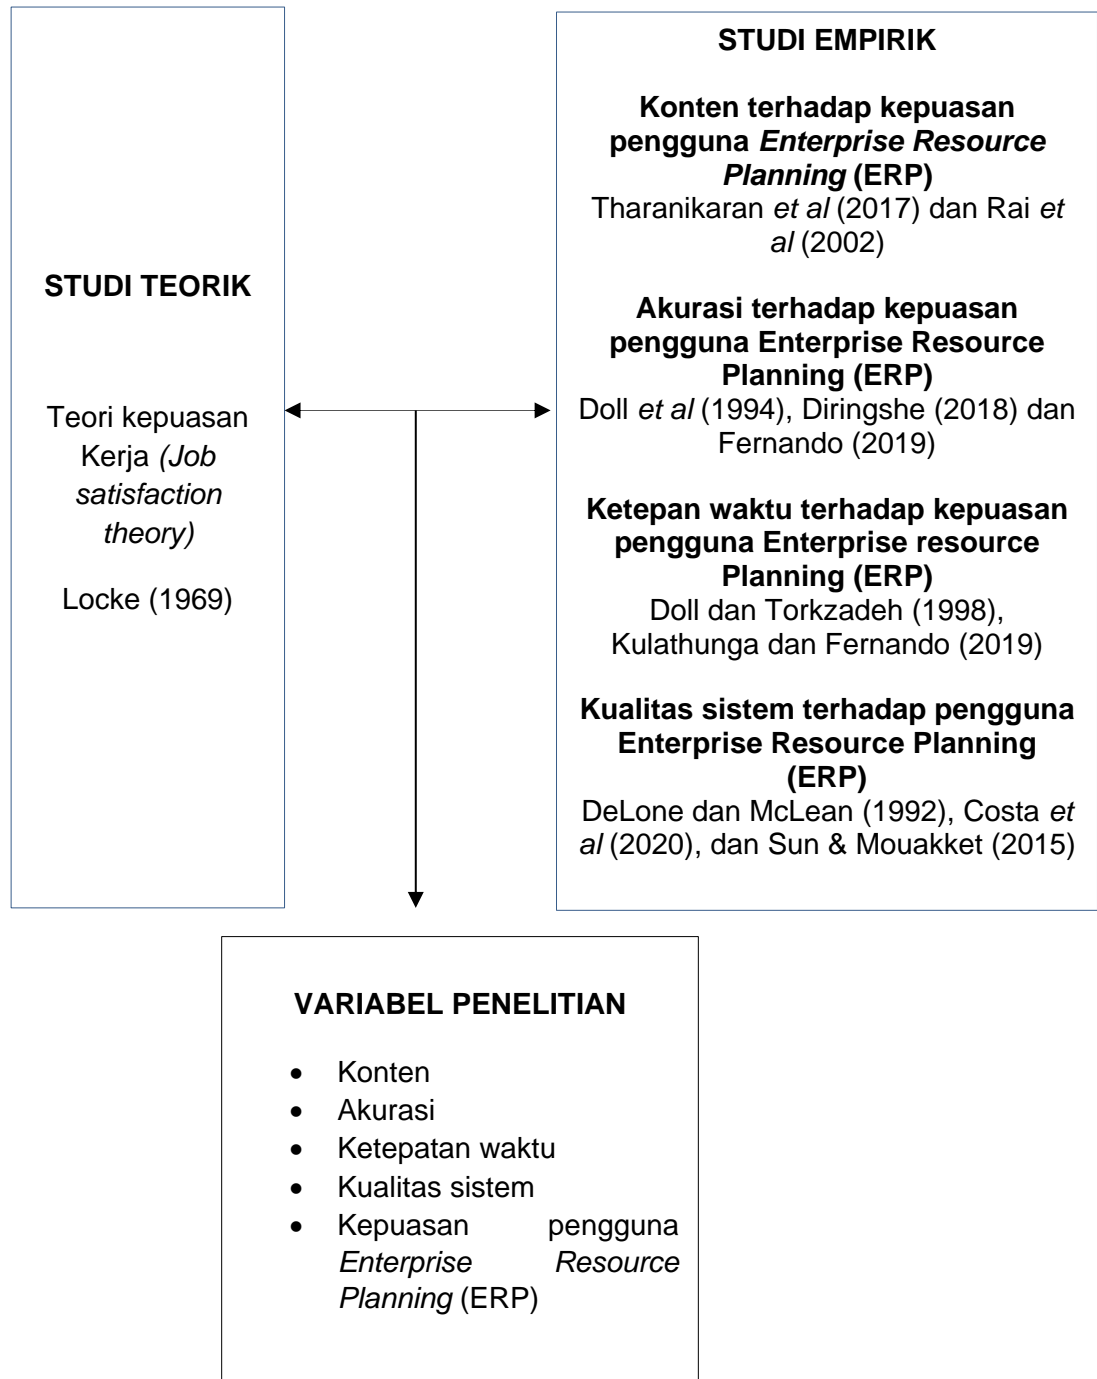 STUDI TEORIK
Teori kepuasan
Kerja (Job
satisfaction
theory)
Locke (1969)
STUDI EMPIRIK
Konten terhadap kepuasan
pengguna Enterprise Resource
Planning (ERP)
Tharanikaran et al (2017) dan Rai et
al (2002)
Akurasi terhadap kepuasan
pengguna Enterprise Resource
Planning (ERP)
Doll et al (1994), Diringshe (2018) dan
Fernando (2019)
Ketepan waktu terhadap kepuasan
pengguna Enterprise resource
Planning (ERP)
Doll dan Torkzadeh (1998),
Kulathunga dan Fernando (2019)
Kualitas sistem terhadap pengguna
Enterprise Resource Planning
(ERP)
DeLone dan McLean (1992), Costa et
al (2020), dan Sun & Mouakket (2015)
VARIABEL PENELITIAN
• Konten
• Akurasi
• Ketepatan waktu
• Kualitas sistem
• Kepuasan pengguna
Enterprise Resource
Planning (ERP)